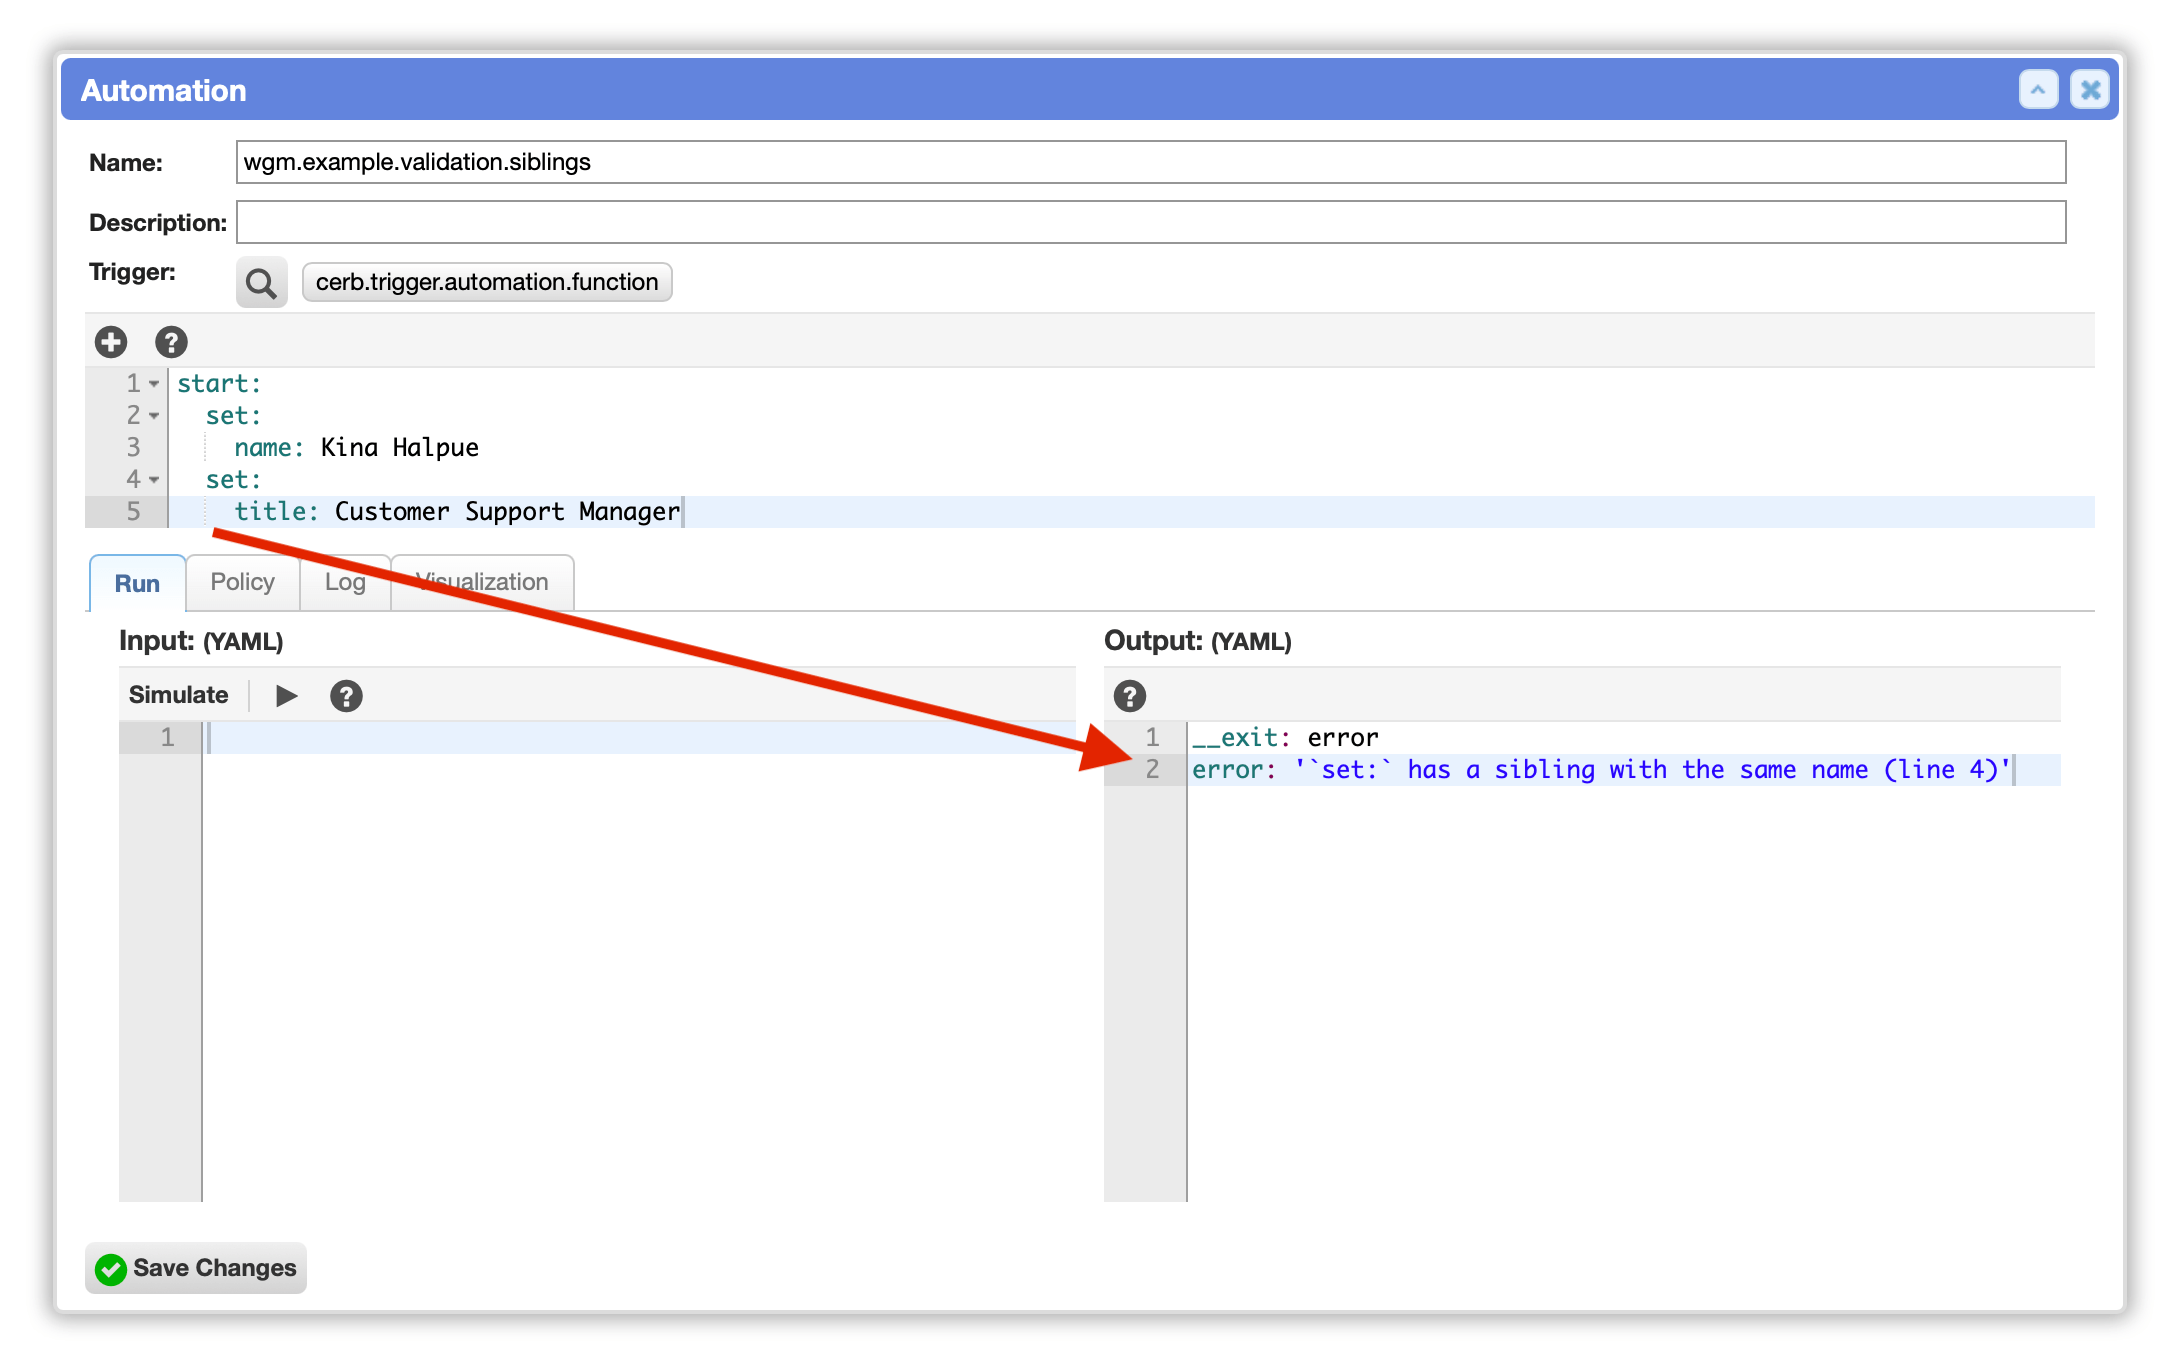 Automation
Name: wgm.example.validation.siblings
Description:
Trigger: cerb.trigger.automation.function
1 start:
2   set:
3     name: Kina Halpue
4   set:
5     title: Customer Support Manager
Run Policy Log Visualization
Input: (YAML) Output: (YAML)
Simulate
1
1 __exit: error
2 error: '`set:` has a sibling with the same name (line 4)'
Save Changes